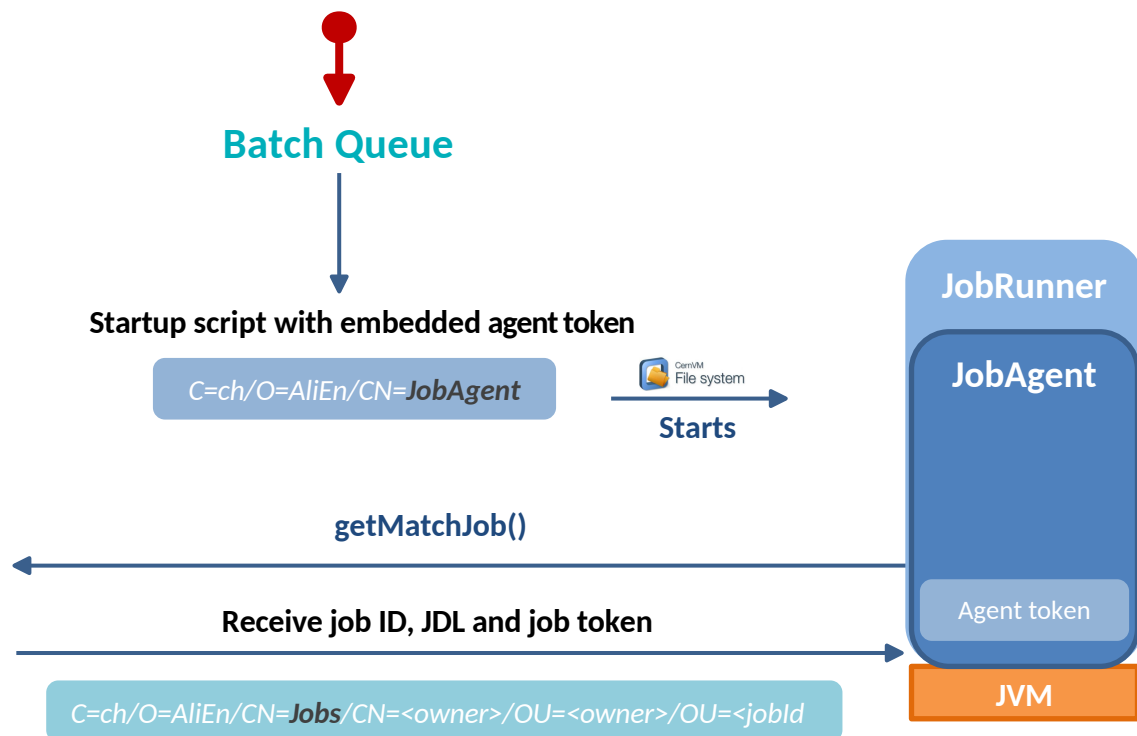 Batch Queue
JobRunner
Startup script with embedded agent token
JobAgent
CernVM
File system
C=ch/O=AliEn/CN=JobAgent
Starts
getMatchJob()
Agent token
Receive job ID, JDL and job token
JVM
C=ch/O=AliEn/CN=Jobs/CN=<owner>/OU=<owner>/OU=<jobId